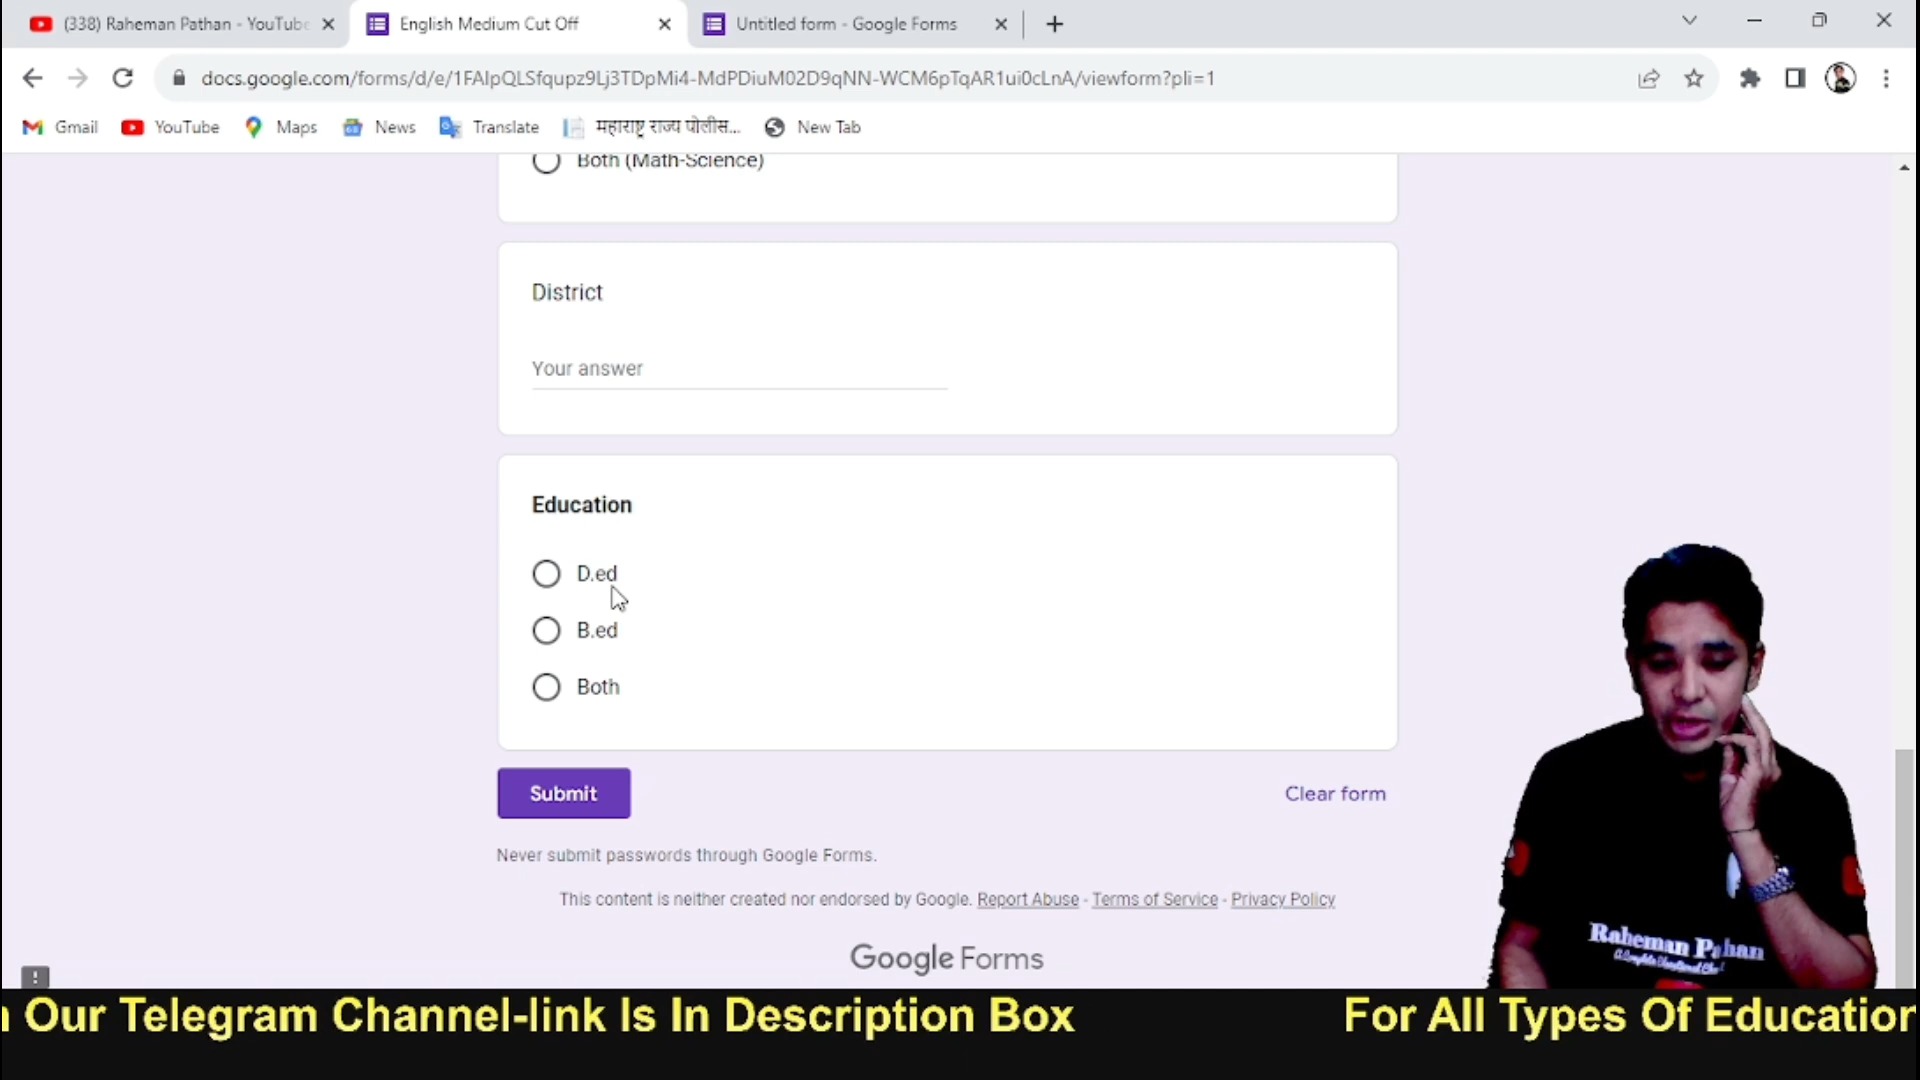 (338) Raheman Pathan - YouTube
English Medium Cut Off
Untitled form - Google Forms
docs.google.com/forms/d/e/1FAIpQLSfqupz9Lj3TDpMi4-MdPDiuM02D9qNN-WCM6pTqAR1ui0cLnA/viewform?pli=1
Gmail
YouTube
Maps
News
Translate
महाराष्ट्र राज्य पोलीस...
New Tab
Both (Math-Science)
District
Your answer
Education
D.ed
B.ed
Both
Submit
Clear form
Never submit passwords through Google Forms.
This content is neither created nor endorsed by Google. Report Abuse - Terms of Service - Privacy Policy
Google Forms
Raheman Pathan
Our Telegram Channel-link Is In Description Box
For All Types Of Education